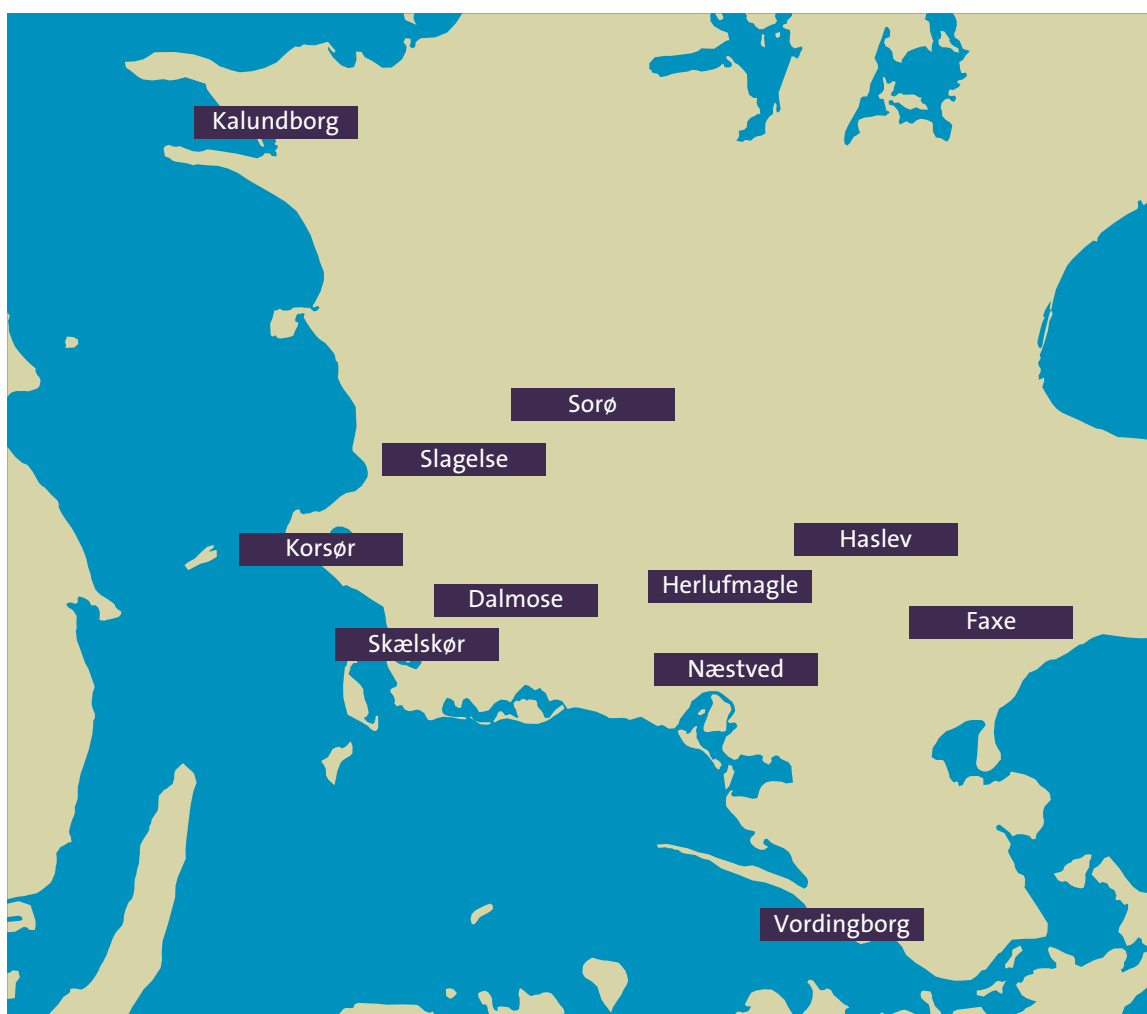 Kalundborg
Sorø
Slagelse
Haslev
Korsør
Herlufmagle
Dalmose
Faxe
Skælskør
Næstved
Vordingborg